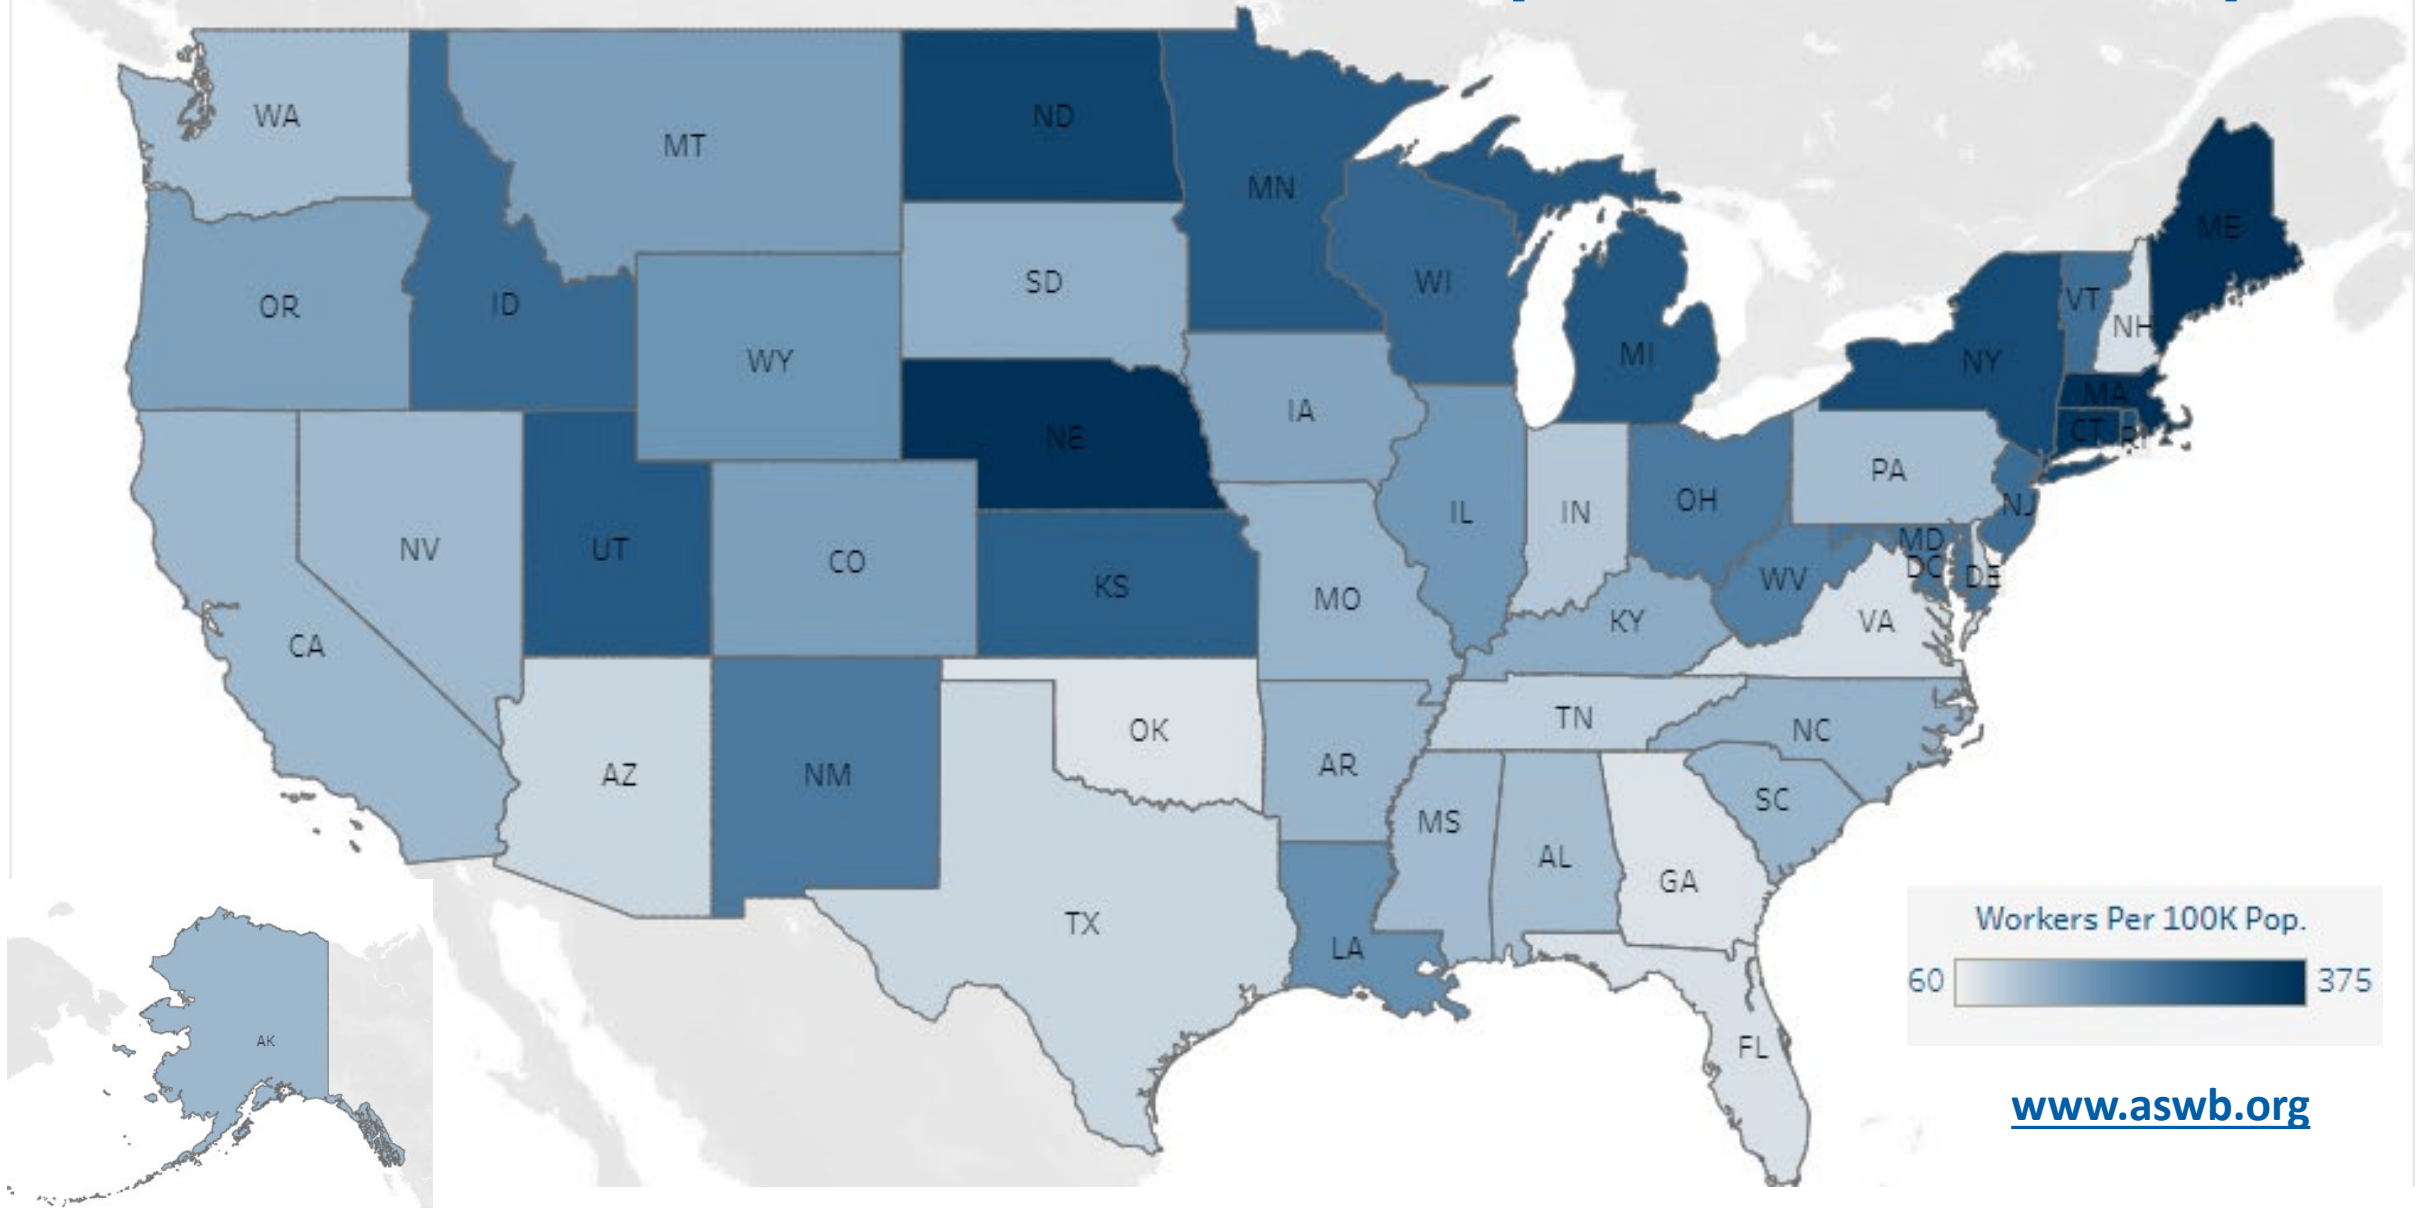 WA
MT
ND
MN
ME
OR
ID
SD
WI
VT
NH
WY
MI
NY
MA
IA
NE
CT
RI
PA
NV
UT
CO
IL
IN
OH
NJ
KS
MO
MD
DC
DE
WV
VA
CA
KY
TN
NC
AZ
NM
OK
AR
SC
MS
AL
GA
TX
LA
FL
AK
Workers Per 100K Pop.
60 375
www.aswb.org